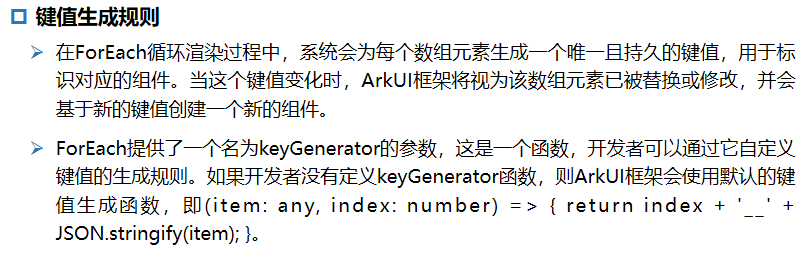 键值生成规则
在ForEach循环渲染过程中，系统会为每个数组元素生成一个唯一且持久的键值，用于标
识对应的组件。当这个键值变化时，ArkUI框架将视为该数组元素已被替换或修改，并会
基于新的键值创建一个新的组件。
ForEach提供了一个名为keyGenerator的参数，这是一个函数，开发者可以通过它自定义
键值的生成规则。如果开发者没有定义keyGenerator函数，则ArkUI框架会使用默认的键
值生成函数，即(item: any, index: number) => { return index + '__' +
JSON.stringify(item); }。